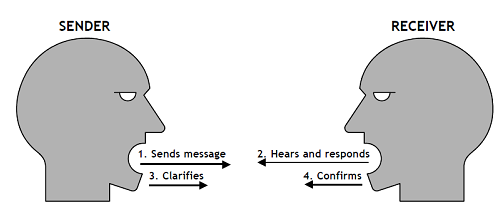 SENDER
RECEIVER
1. Sends message
2. Hears and responds
3. Clarifies
4. Confirms